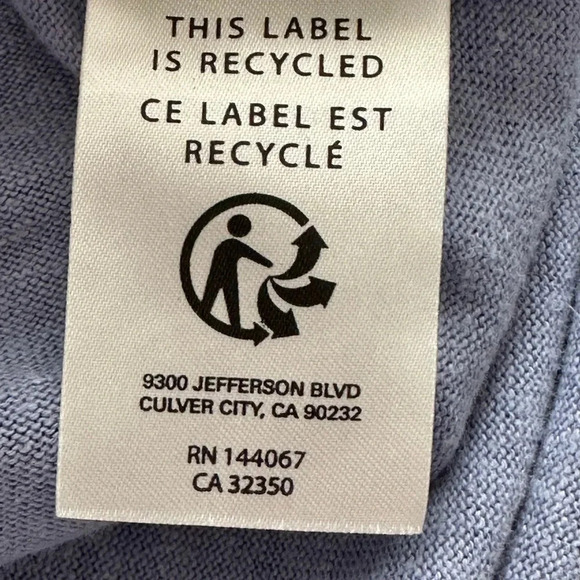 THIS LABEL
IS RECYCLED
CE LABEL EST
RECYCLÉ
9300 JEFFERSON BLVD
CULVER CITY, CA 90232
RN 144067
CA 32350